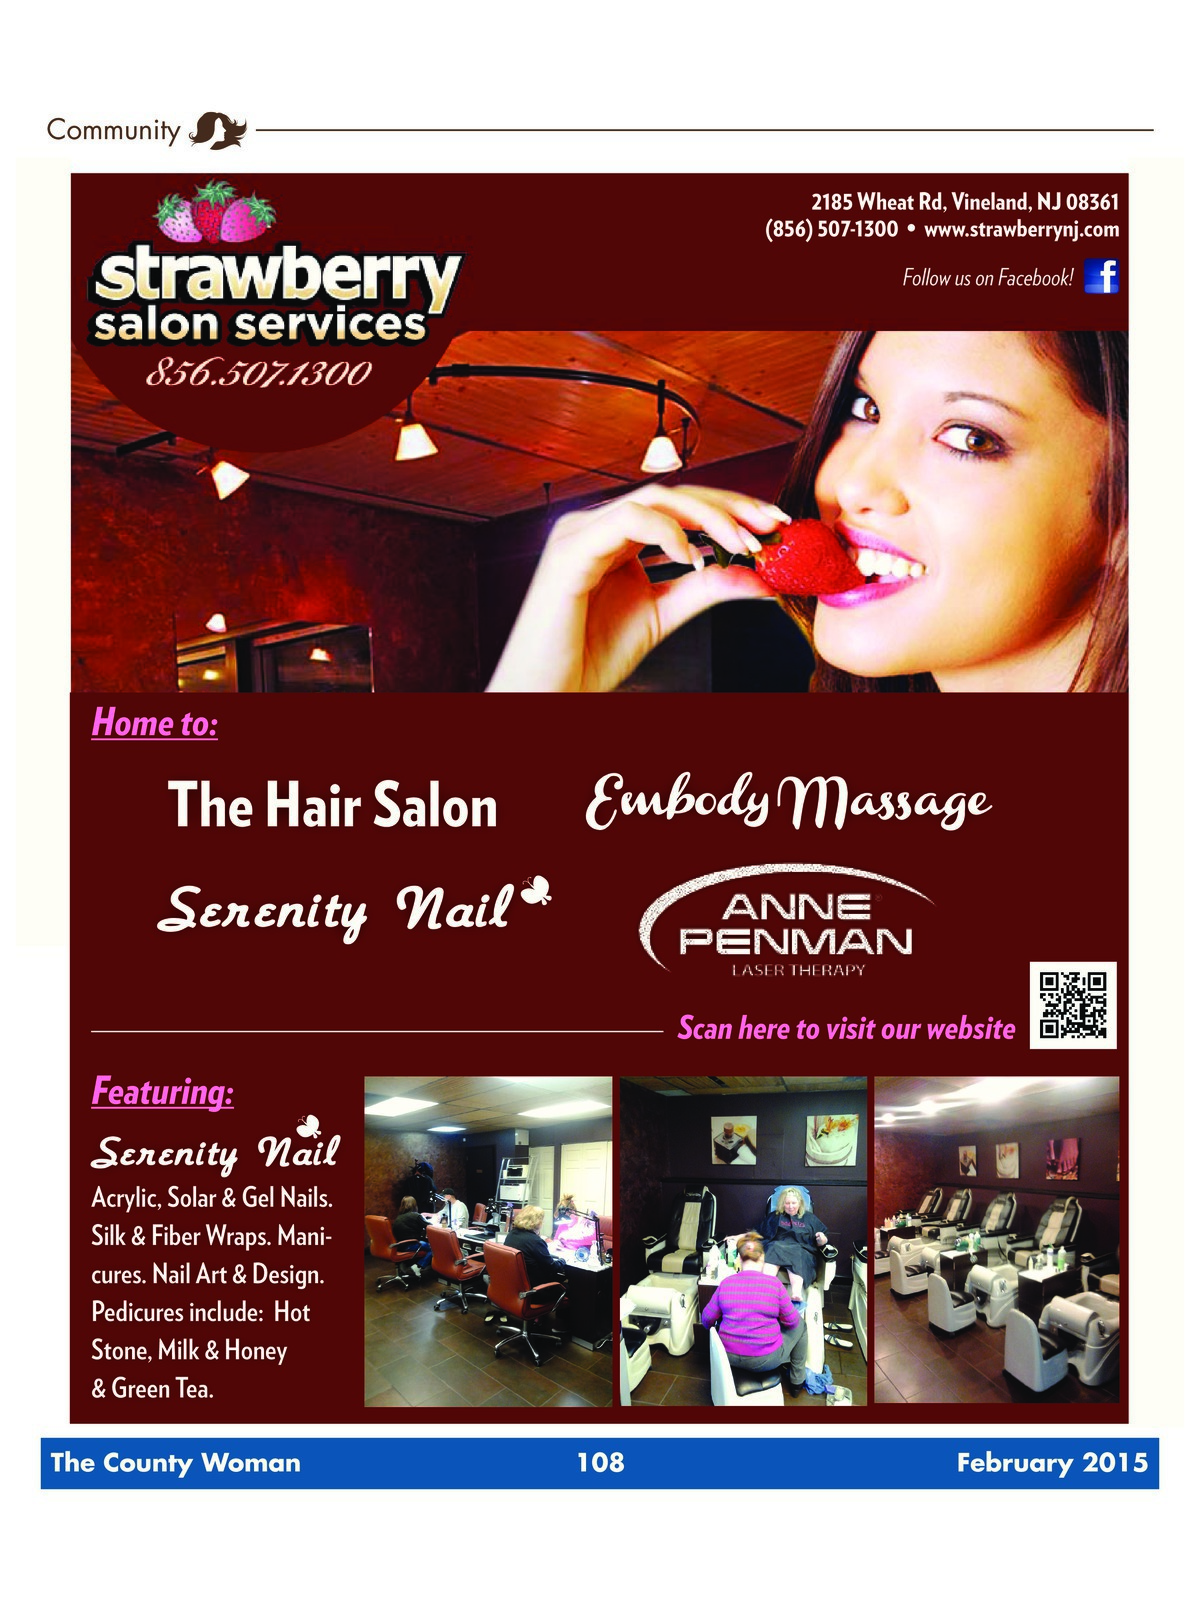 Community
2185 Wheat Rd, Vineland, NJ 08361
(856) 507-1300 • www.strawberrynj.com
Follow us on Facebook!
f
strawberry
salon services
856.507.1300
Home to:
The Hair Salon
Embody Massage
Serenity Nail
ANNE
PENMAN
LASER THERAPY
Scan here to visit our website
Featuring:
Serenity Nail
Acrylic, Solar & Gel Nails.
Silk & Fiber Wraps. Mani-
cures. Nail Art & Design.
Pedicures include: Hot
Stone, Milk & Honey
& Green Tea.
The County Woman 108 February 2015